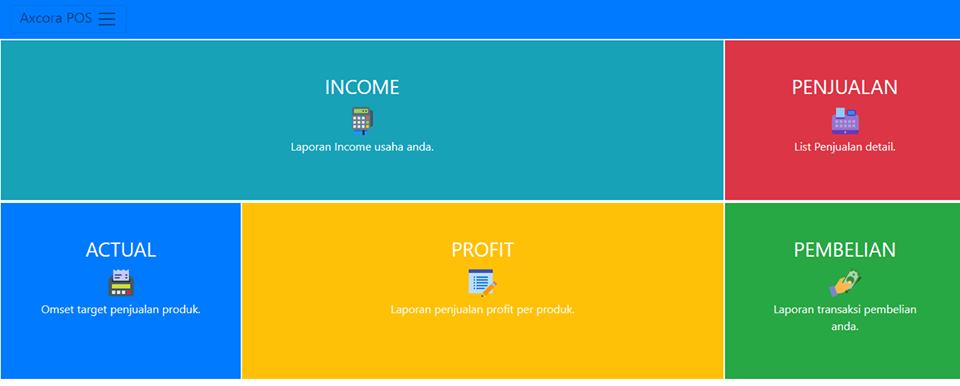 Axcora POS
INCOME
Laporan Income usaha anda.
PENJUALAN
List Penjualan detail.
ACTUAL
Omset target penjualan produk.
PROFIT
Laporan penjualan profit per produk.
PEMBELIAN
Laporan transaksi pembelian
anda.